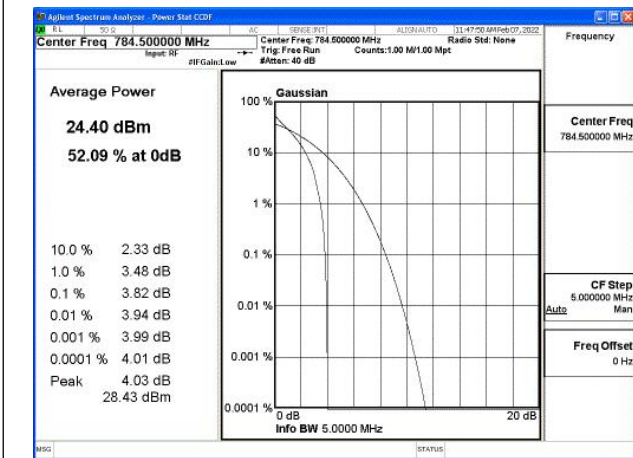 Agilent Spectrum Analyzer - Power Stat CCDF
RL 50 Ω AC SENSE:INT ALIGNAUTO 11:47:50 AM Feb 07, 2022
Center Freq 784.500000 MHz Center Freq: 784.500000 MHz Radio Std: None Frequency
Input: RF Trig: Free Run Counts:1.00 M/1.00 Mpt
#IFGain:Low #Atten: 40 dB
Average Power
24.40 dBm
52.09 % at 0dB
10.0 % 2.33 dB
1.0 % 3.48 dB
0.1 % 3.82 dB
0.01 % 3.94 dB
0.001 % 3.99 dB
0.0001 % 4.01 dB
Peak 4.03 dB
28.43 dBm
Gaussian
100 %
10 %
1 %
0.1 %
0.01 %
0.001 %
0.0001 %
0 dB 20 dB
Info BW 5.0000 MHz
Center Freq
784.500000 MHz
CF Step
5.000000 MHz
Auto Man
Freq Offset
0 Hz
MSG STATUS